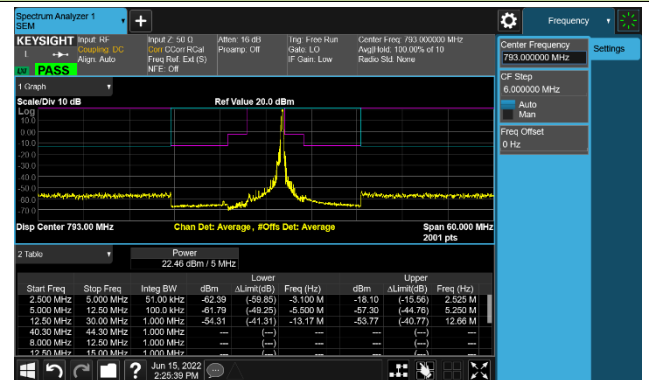 Spectrum Analyzer 1
SEM
Frequency
KEYSIGHT
Input: RF
Coupling: DC
Align: Auto
Input Z: 50 Ω
Corr CCorr RCal
Freq Ref: Ext (S)
NFE: Off
Atten: 16 dB
Preamp: Off
Trig: Free Run
Gate: LO
IF Gain: Low
Center Freq: 793.000000 MHz
Avg|Hold: 100.00% of 10
Radio Std: None
PASS
Center Frequency
793.000000 MHz
Settings
CF Step
6.000000 MHz
Auto
Man
Freq Offset
0 Hz
1 Graph
Scale/Div 10 dB
Ref Value 20.0 dBm
Log
10.0
0.00
-10.0
-20.0
-30.0
-40.0
-50.0
-60.0
Disp Center 793.00 MHz
Chan Det: Average , #Offs Det: Average
Span 60.000 MHz
2001 pts
2 Table
Power
22.46 dBm / 5 MHz
Lower Upper
Start Freq Stop Freq Integ BW dBm ΔLimit(dB) Freq (Hz) dBm ΔLimit(dB) Freq (Hz)
2.500 MHz 5.000 MHz 51.00 kHz -62.39 (-59.85) -3.100 M -18.10 (-15.56) 2.525 M
5.000 MHz 12.50 MHz 100.0 kHz -61.79 (-49.25) -5.500 M -57.30 (-44.76) 5.250 M
12.50 MHz 30.00 MHz 1.000 MHz -54.31 (-41.31) -13.17 M -53.77 (-40.77) 12.66 M
40.30 MHz 44.30 MHz 1.000 MHz --- (---) --- (---)
8.000 MHz 12.50 MHz 1.000 MHz --- (---) --- (---)
12.50 MHz 15.00 MHz 1.000 MHz --- (---) --- (---)
?
Jun 15, 2022
2:25:39 PM